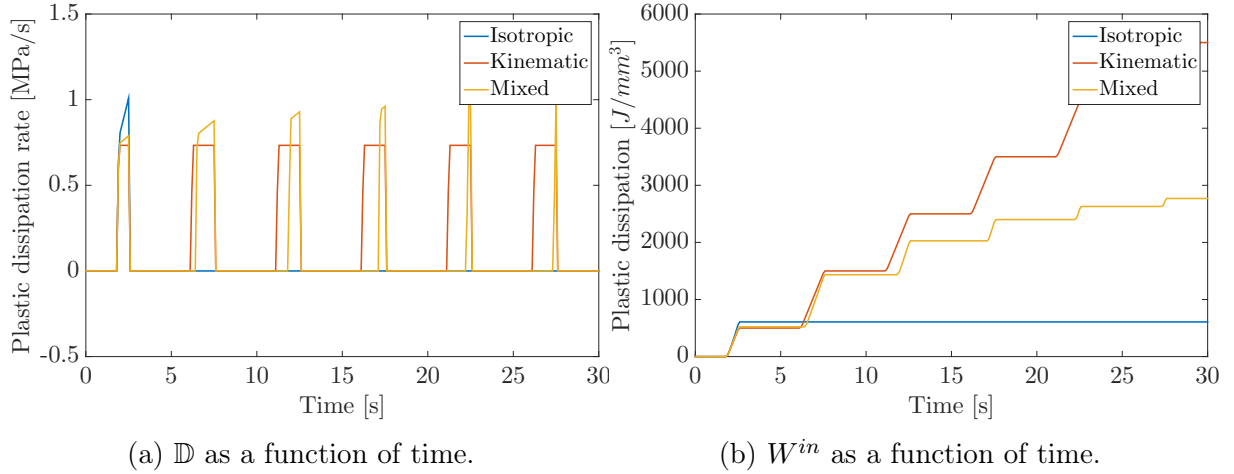 1.5
1
0.5
0
-0.5
Plastic dissipation rate [MPa/s]
Isotropic
Kinematic
Mixed
0 5 10 15 20 25 30
Time [s]
(a) 𝔻 as a function of time.
6000
5000
4000
3000
2000
1000
0
Plastic dissipation [J/mm³]
Isotropic
Kinematic
Mixed
0 5 10 15 20 25 30
Time [s]
(b) Wⁱⁿ as a function of time.